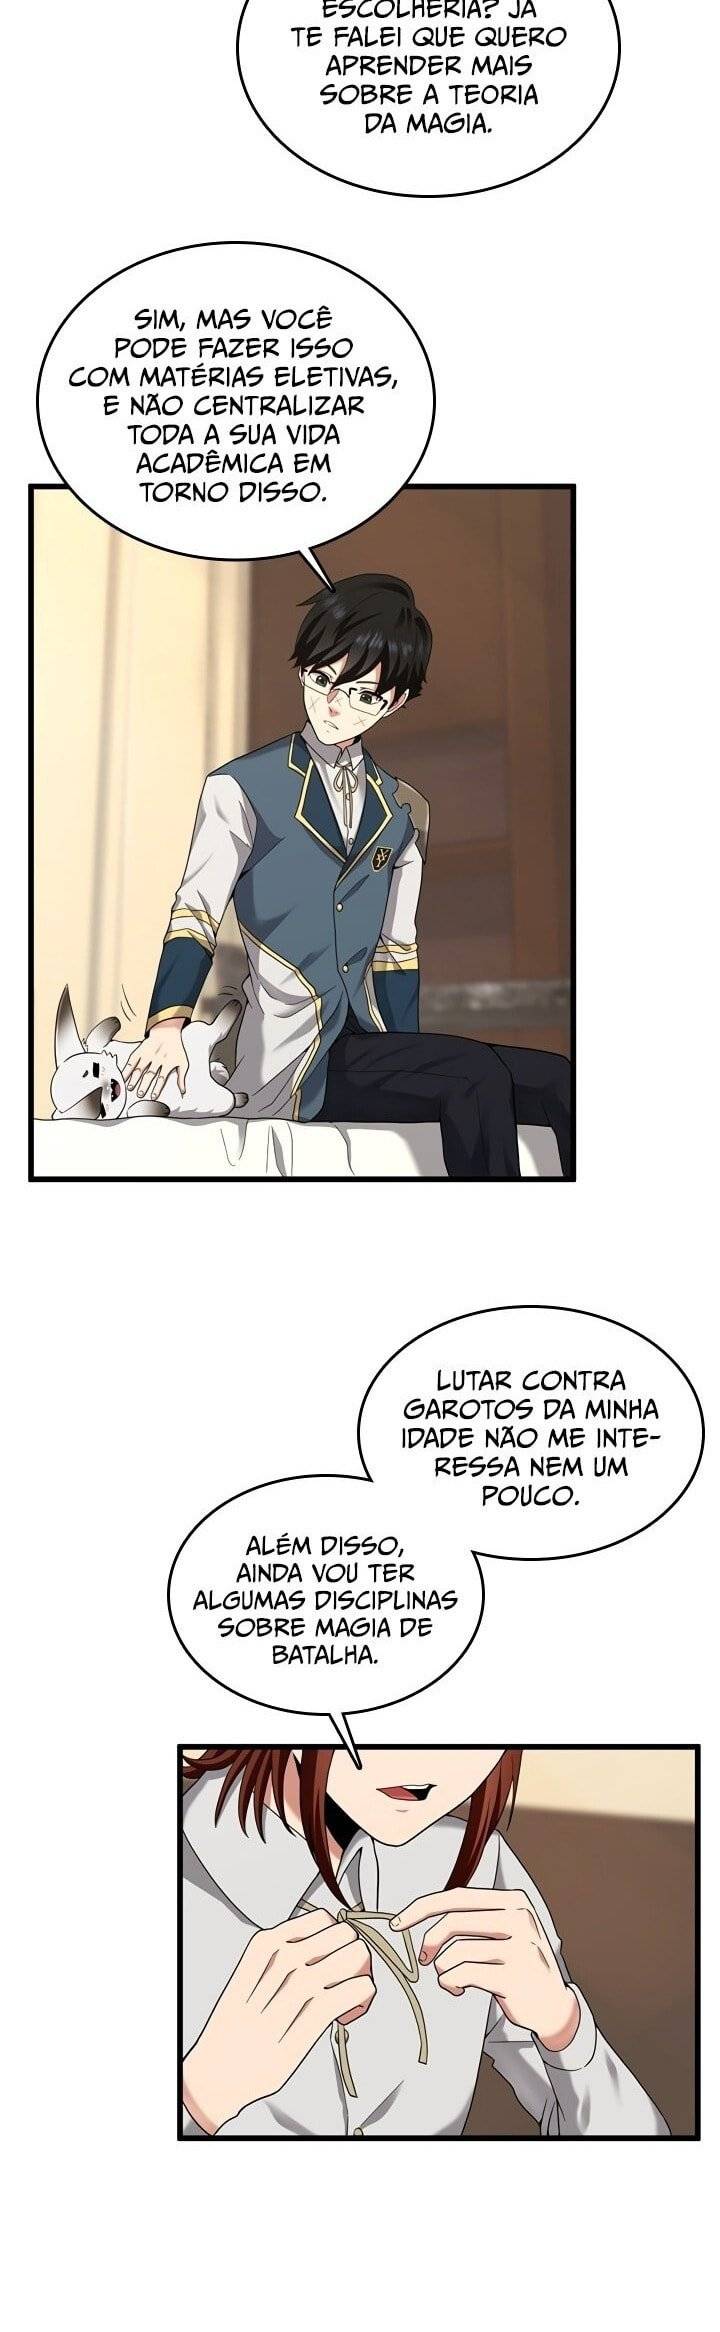 ESCOLHERIA? JÁ
TE FALEI QUE QUERO
APRENDER MAIS
SOBRE A TEORIA
DA MAGIA.
SIM, MAS VOCÊ
PODE FAZER ISSO
COM MATÉRIAS ELETIVAS,
E NÃO CENTRALIZAR
TODA A SUA VIDA
ACADÊMICA EM
TORNO DISSO.
LUTAR CONTRA
GAROTOS DA MINHA
IDADE NÃO ME INTE-
RESSA NEM UM
POUCO.
ALÉM DISSO,
AINDA VOU TER
ALGUMAS DISCIPLINAS
SOBRE MAGIA DE
BATALHA.